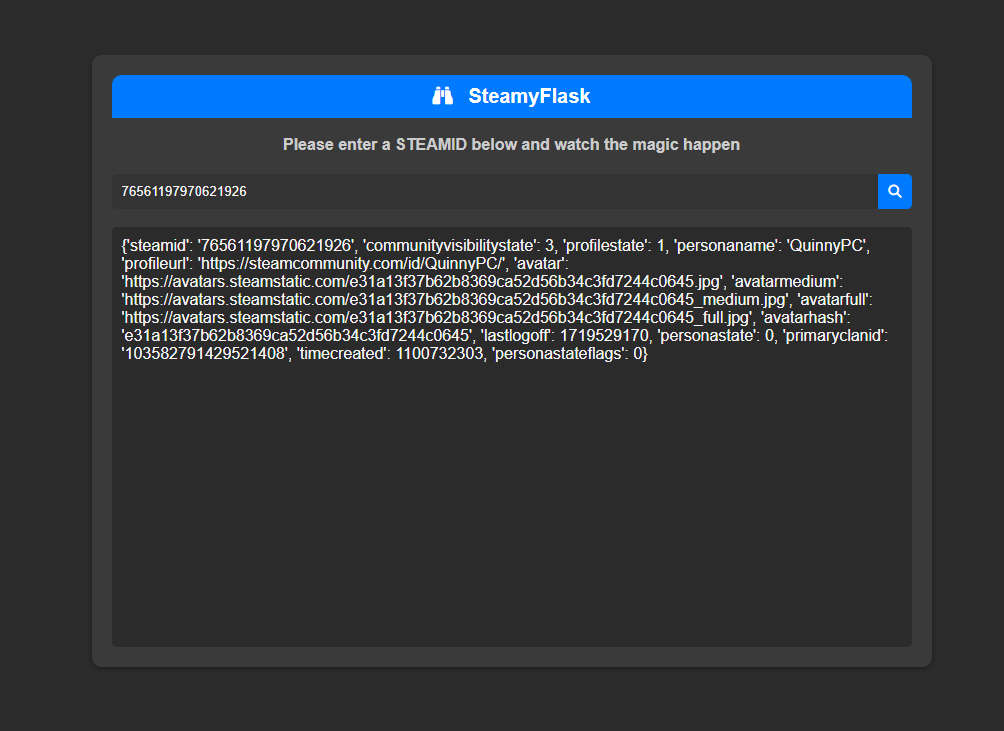 SteamyFlask
Please enter a STEAMID below and watch the magic happen
76561197970621926
{'steamid': '76561197970621926', 'communityvisibilitystate': 3, 'profilestate': 1, 'personaname': 'QuinnyPC',
'profileurl': 'https://steamcommunity.com/id/QuinnyPC/', 'avatar':
'https://avatars.steamstatic.com/e31a13f37b62b8369ca52d56b34c3fd7244c0645.jpg', 'avatarmedium':
'https://avatars.steamstatic.com/e31a13f37b62b8369ca52d56b34c3fd7244c0645_medium.jpg', 'avatarfull':
'https://avatars.steamstatic.com/e31a13f37b62b8369ca52d56b34c3fd7244c0645_full.jpg', 'avatarhash':
'e31a13f37b62b8369ca52d56b34c3fd7244c0645', 'lastlogoff': 1719529170, 'personastate': 0, 'primaryclanid':
'103582791429521408', 'timecreated': 1100732303, 'personastateflags': 0}